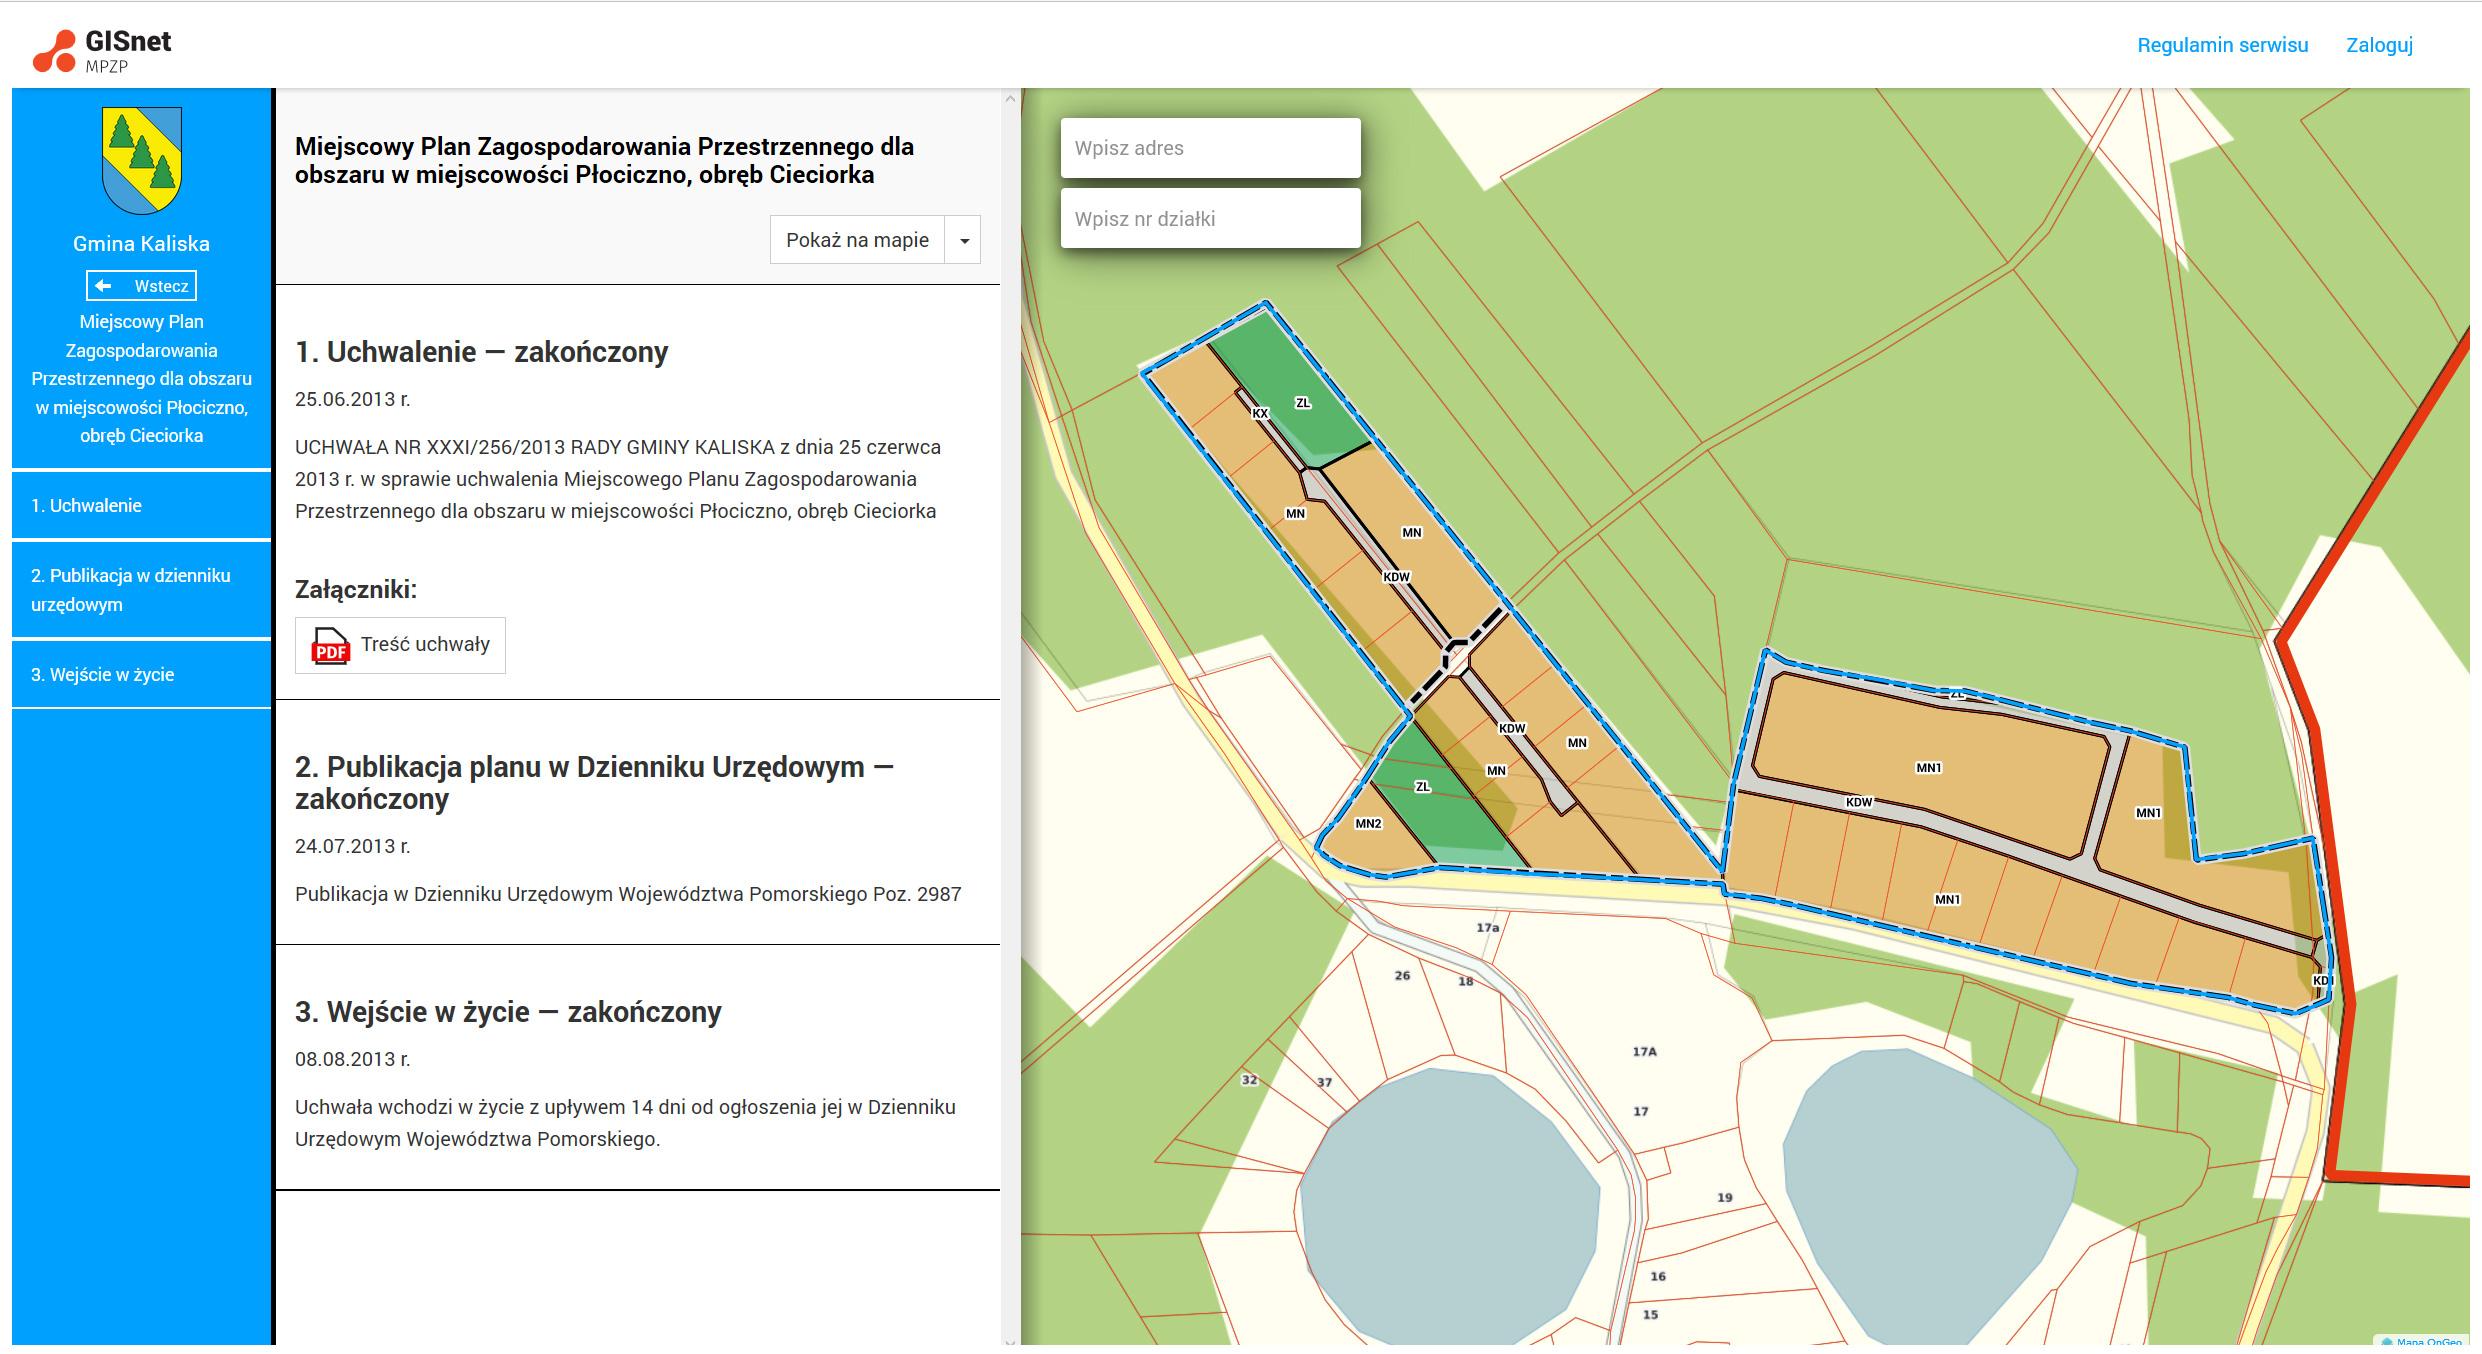 GISnet
MPZP
Regulamin serwisu
Zaloguj
Gmina Kaliska
Wstecz
Miejscowy Plan
Zagospodarowania
Przestrzennego dla obszaru
w miejscowości Płociczno,
obręb Cieciorka
1. Uchwalenie
2. Publikacja w dzienniku
urzędowym
3. Wejście w życie
Miejscowy Plan Zagospodarowania Przestrzennego dla
obszaru w miejscowości Płociczno, obręb Cieciorka
Pokaż na mapie
1. Uchwalenie — zakończony
25.06.2013 r.
UCHWAŁA NR XXXI/256/2013 RADY GMINY KALISKA z dnia 25 czerwca
2013 r. w sprawie uchwalenia Miejscowego Planu Zagospodarowania
Przestrzennego dla obszaru w miejscowości Płociczno, obręb Cieciorka
Załączniki:
PDF Treść uchwały
2. Publikacja planu w Dzienniku Urzędowym —
zakończony
24.07.2013 r.
Publikacja w Dzienniku Urzędowym Województwa Pomorskiego Poz. 2987
3. Wejście w życie — zakończony
08.08.2013 r.
Uchwała wchodzi w życie z upływem 14 dni od ogłoszenia jej w Dzienniku
Urzędowym Województwa Pomorskiego.
Wpisz adres
Wpisz nr działki
ZL
KX
MN
MN
KDW
ZL
KDW
MN
MN1
MN
ZL
KDW
MN1
MN2
MN1
17a
26
18
KD
17A
32
37
17
19
16
15
Mapa OnGeo